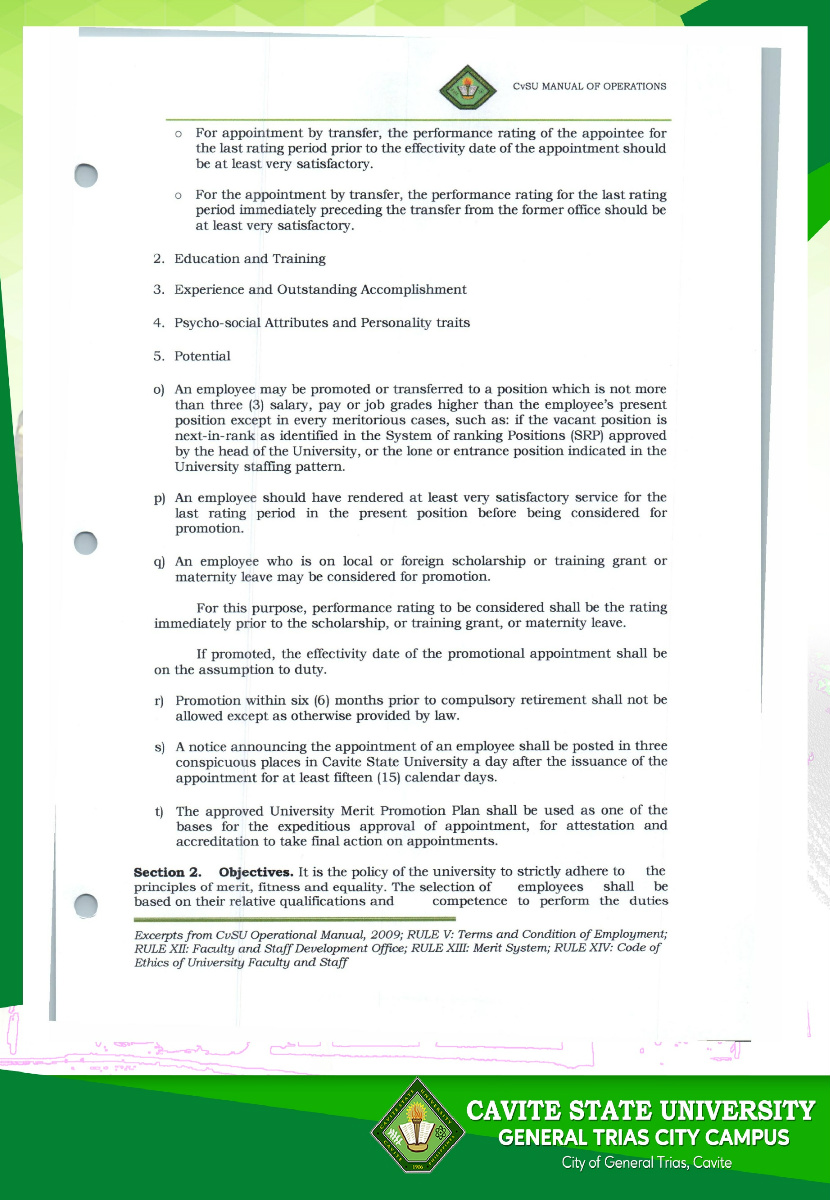 CvSU MANUAL OF OPERATIONS
o For appointment by transfer, the performance rating of the appointee for
the last rating period prior to the effectivity date of the appointment should
be at least very satisfactory.
o For the appointment by transfer, the performance rating for the last rating
period immediately preceding the transfer from the former office should be
at least very satisfactory.
2. Education and Training
3. Experience and Outstanding Accomplishment
4. Psycho-social Attributes and Personality traits
5. Potential
o) An employee may be promoted or transferred to a position which is not more
than three (3) salary, pay or job grades higher than the employee's present
position except in every meritorious cases, such as: if the vacant position is
next-in-rank as identified in the System of ranking Positions (SRP) approved
by the head of the University, or the lone or entrance position indicated in the
University staffing pattern.
p) An employee should have rendered at least very satisfactory service for the
last rating period in the present position before being considered for
promotion.
q) An employee who is on local or foreign scholarship or training grant or
maternity leave may be considered for promotion.
For this purpose, performance rating to be considered shall be the rating
immediately prior to the scholarship, or training grant, or maternity leave.
If promoted, the effectivity date of the promotional appointment shall be
on the assumption to duty.
r) Promotion within six (6) months prior to compulsory retirement shall not be
allowed except as otherwise provided by law.
s) A notice announcing the appointment of an employee shall be posted in three
conspicuous places in Cavite State University a day after the issuance of the
appointment for at least fifteen (15) calendar days.
t) The approved University Merit Promotion Plan shall be used as one of the
bases for the expeditious approval of appointment, for attestation and
accreditation to take final action on appointments.
Section 2. Objectives. It is the policy of the university to strictly adhere to the
principles of merit, fitness and equality. The selection of employees shall be
based on their relative qualifications and competence to perform the duties
Excerpts from CvSU Operational Manual, 2009; RULE V: Terms and Condition of Employment;
RULE XII: Faculty and Staff Development Office; RULE XIII: Merit System; RULE XIV: Code of
Ethics of University Faculty and Staff
CAVITE STATE UNIVERSITY
GENERAL TRIAS CITY CAMPUS
City of General Trias, Cavite
1906